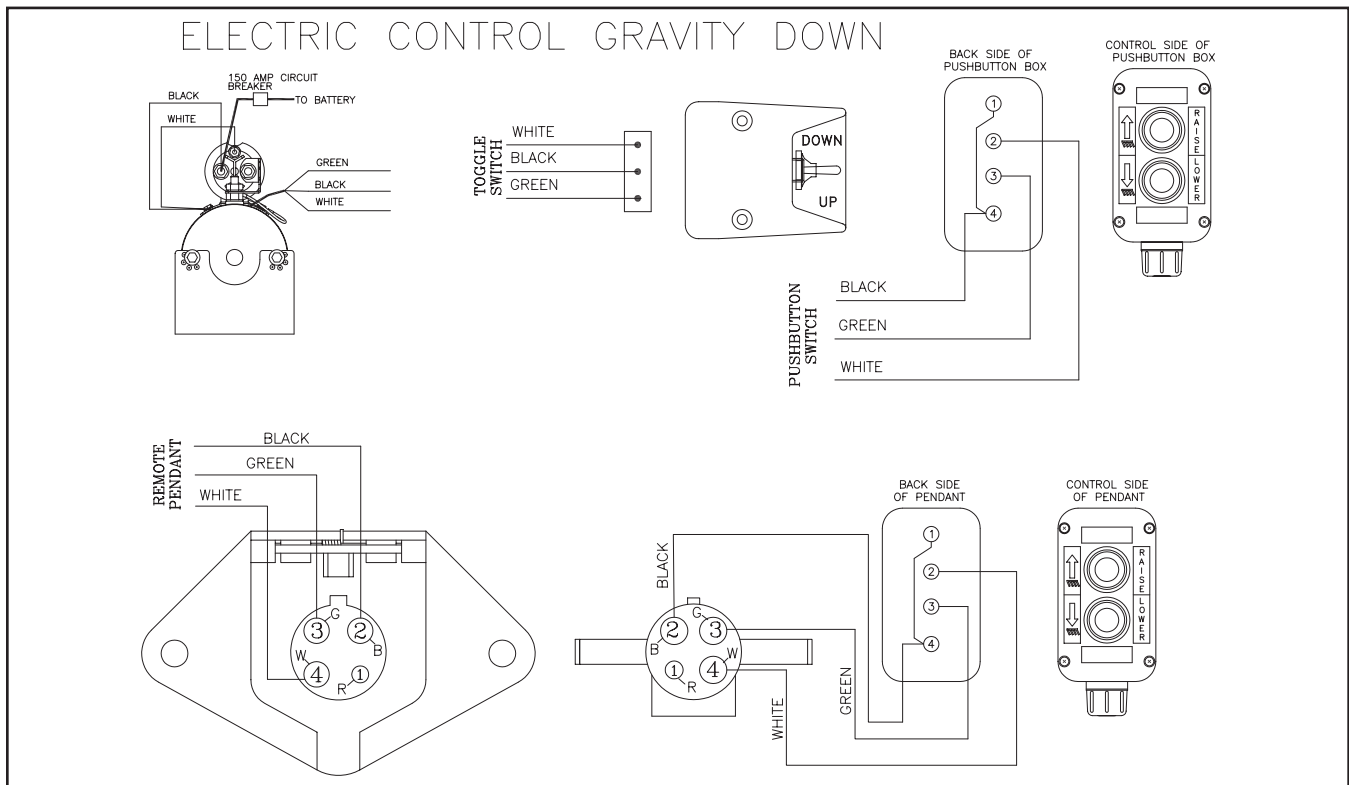 ELECTRIC CONTROL GRAVITY DOWN
150 AMP CIRCUIT
BREAKER
TO BATTERY
BLACK
WHITE
GREEN
BLACK
WHITE
TOGGLE
SWITCH
WHITE
BLACK
GREEN
DOWN
UP
BACK SIDE OF
PUSHBUTTON BOX
1
2
3
4
PUSHBUTTON
SWITCH
BLACK
GREEN
WHITE
CONTROL SIDE OF
PUSHBUTTON BOX
RAISE
LOWER
REMOTE
PENDANT
BLACK
GREEN
WHITE
G
3
2
B
W
4
1
R
BLACK
G
2
3
B
W
1
4
R
WHITE
GREEN
BACK SIDE
OF PENDANT
1
2
3
4
CONTROL SIDE
OF PENDANT
RAISE
LOWER